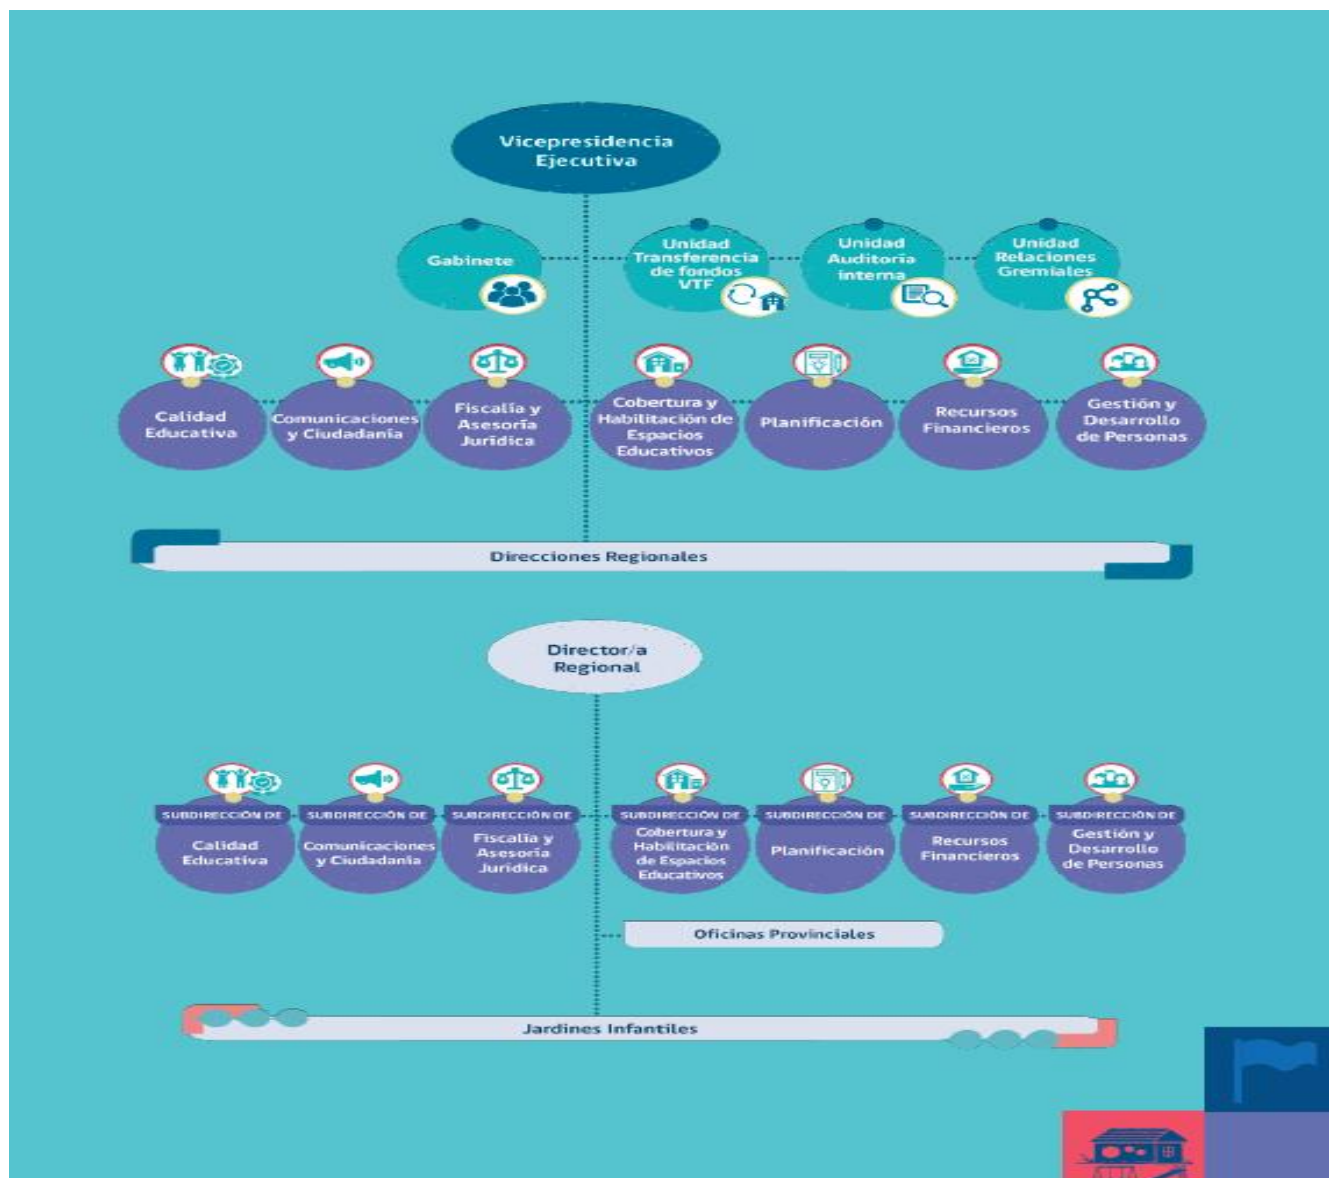 Vicepresidencia
Ejecutiva
Gabinete
Unidad
Transferencia
de fondos
VTF
Unidad
Auditoría
interna
Unidad
Relaciones
Gremiales
Calidad
Educativa
Comunicaciones
y Ciudadanía
Fiscalía y
Asesoría
Jurídica
Cobertura y
Habilitación de
Espacios
Educativos
Planificación
Recursos
Financieros
Gestión y
Desarrollo
de Personas
Direcciones Regionales
Director/a
Regional
SUBDIRECCIÓN DE
Calidad
Educativa
SUBDIRECCIÓN DE
Comunicaciones
y Ciudadanía
SUBDIRECCIÓN DE
Fiscalía y
Asesoría
Jurídica
SUBDIRECCIÓN DE
Cobertura y
Habilitación
de Espacios
Educativos
SUBDIRECCIÓN DE
Planificación
SUBDIRECCIÓN DE
Recursos
Financieros
SUBDIRECCIÓN DE
Gestión y
Desarrollo
de Personas
Oficinas Provinciales
Jardines Infantiles